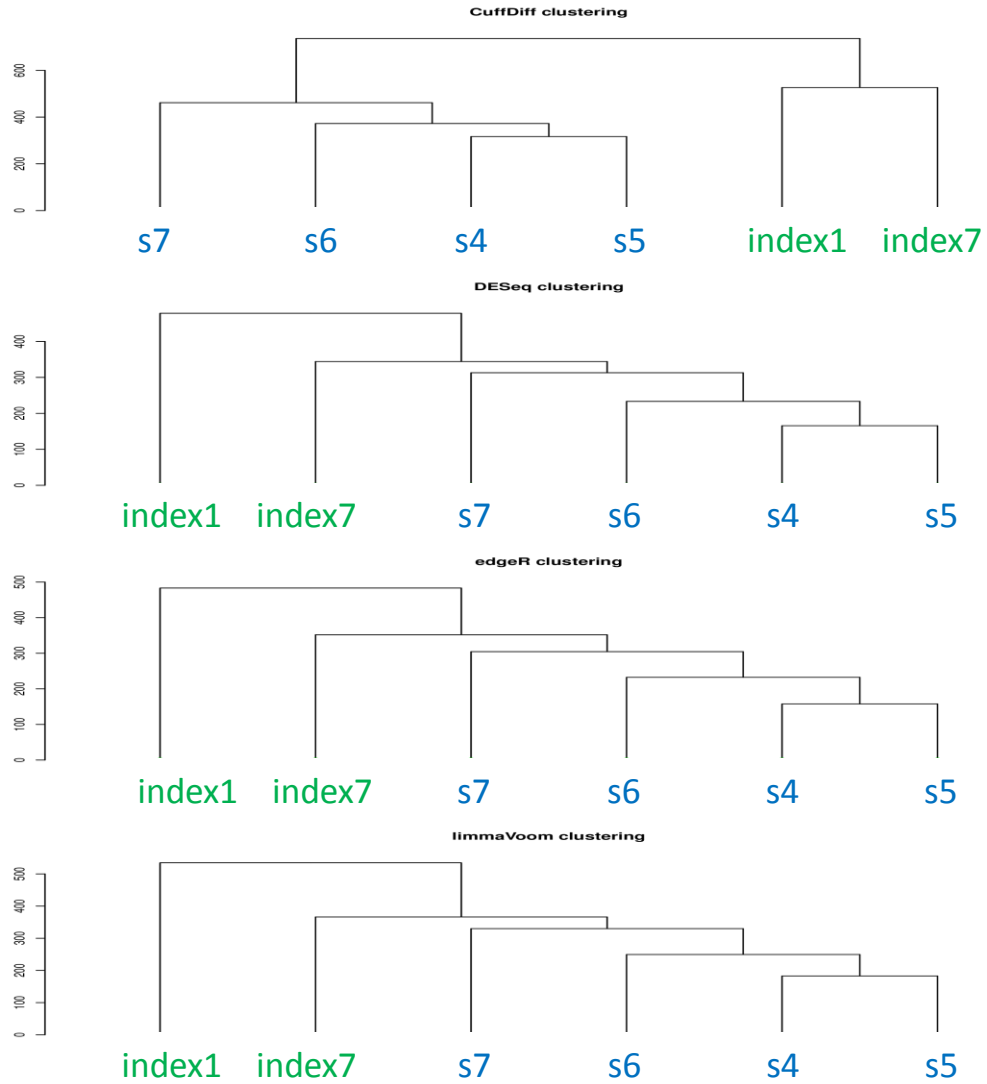 CuffDiff clustering
600
400
200
0
s7 s6 s4 s5 index1 index7
DESeq clustering
400
300
200
100
0
index1 index7 s7 s6 s4 s5
edgeR clustering
500
400
300
200
100
0
index1 index7 s7 s6 s4 s5
limmaVoom clustering
500
400
300
200
100
0
index1 index7 s7 s6 s4 s5